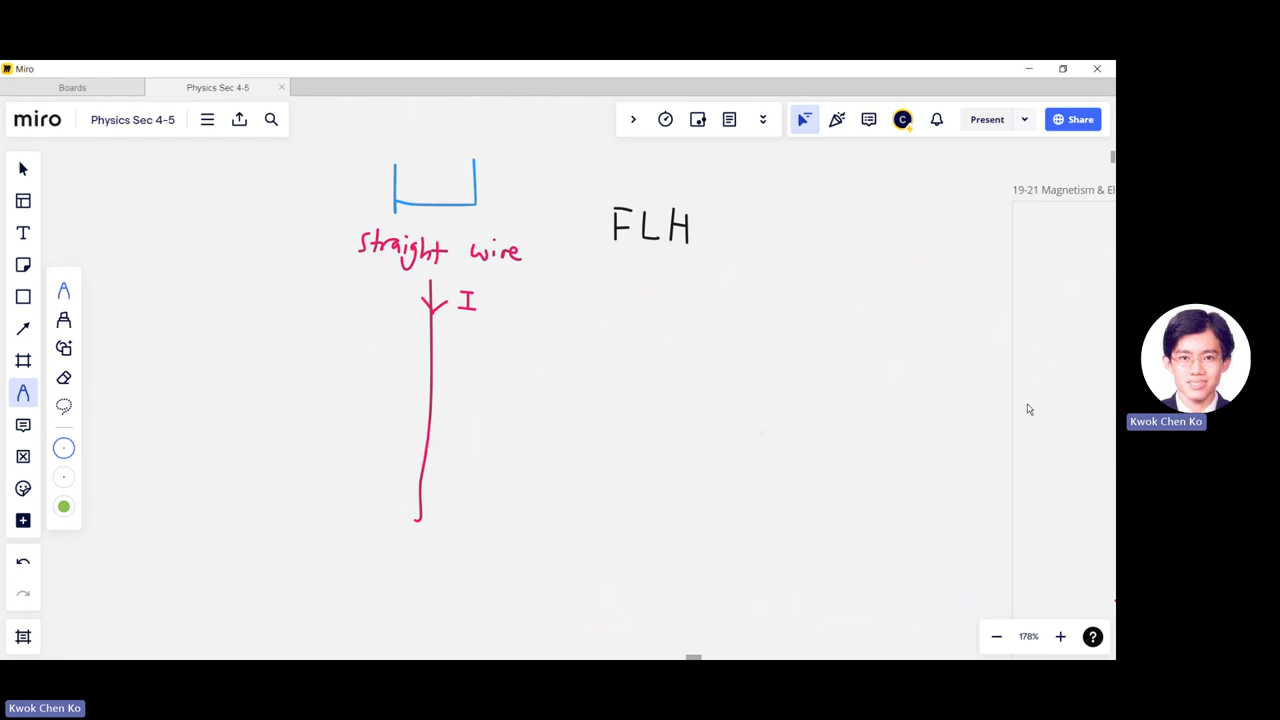 Miro
Boards
Physics Sec 4-5
miro
Physics Sec 4-5
C
Present
Share
19-21 Magnetism & El
straight wire
FLH
I
178%
?
Kwok Chen Ko
Kwok Chen Ko